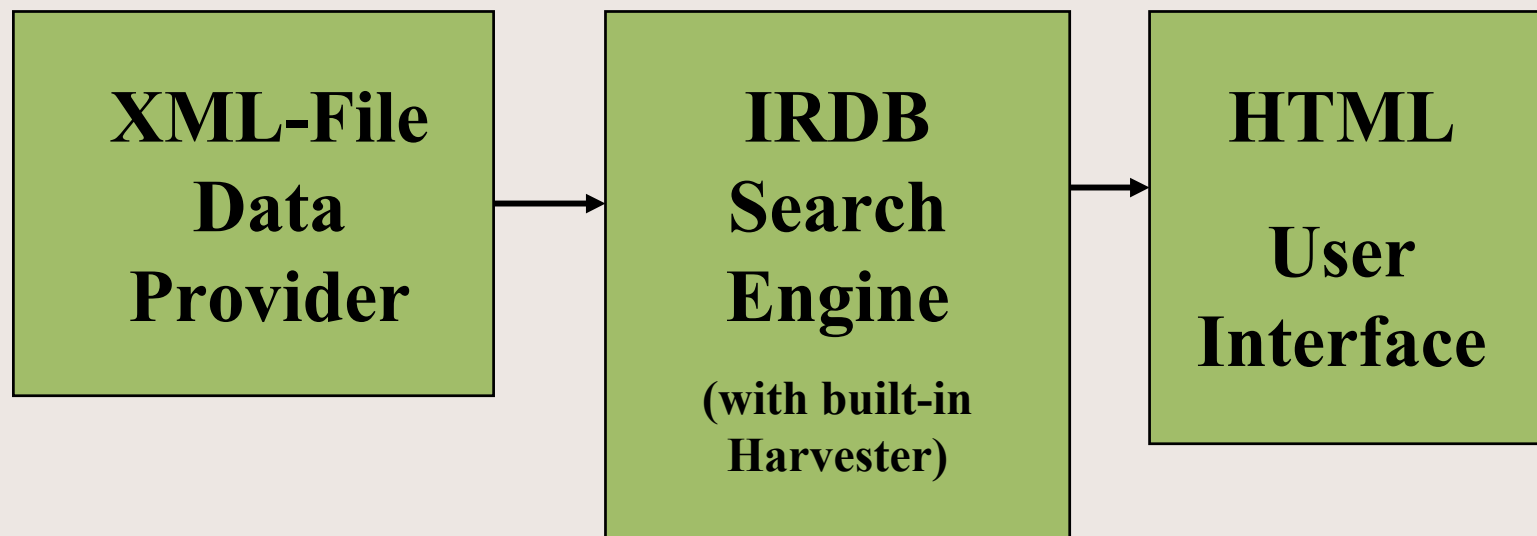 XML-File
Data
Provider
IRDB
Search
Engine
(with built-in
Harvester)
HTML
User
Interface